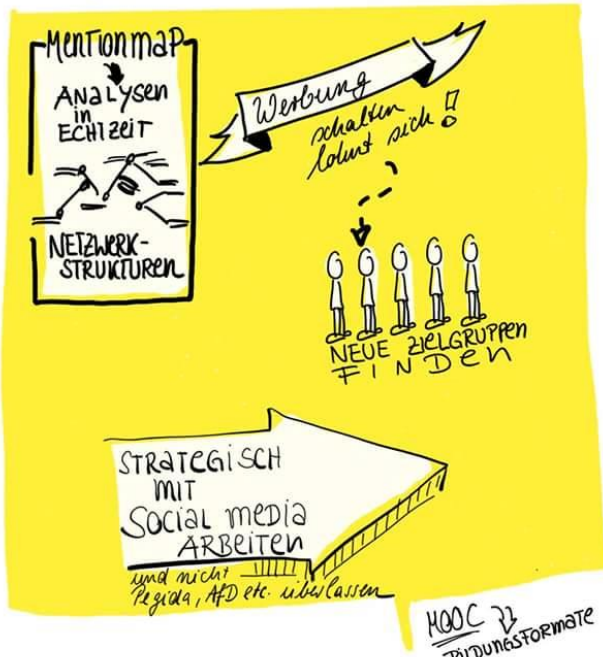 Mentionmap
Analysen
in
Echtzeit
Netzwerk-
strukturen
Werbung
schalten
lohnt sich!
Neue Zielgruppen
finden
Strategisch
mit
Social Media
arbeiten
und nicht
Pegida, AfD etc. überlassen
MOOC
Bildungsformate